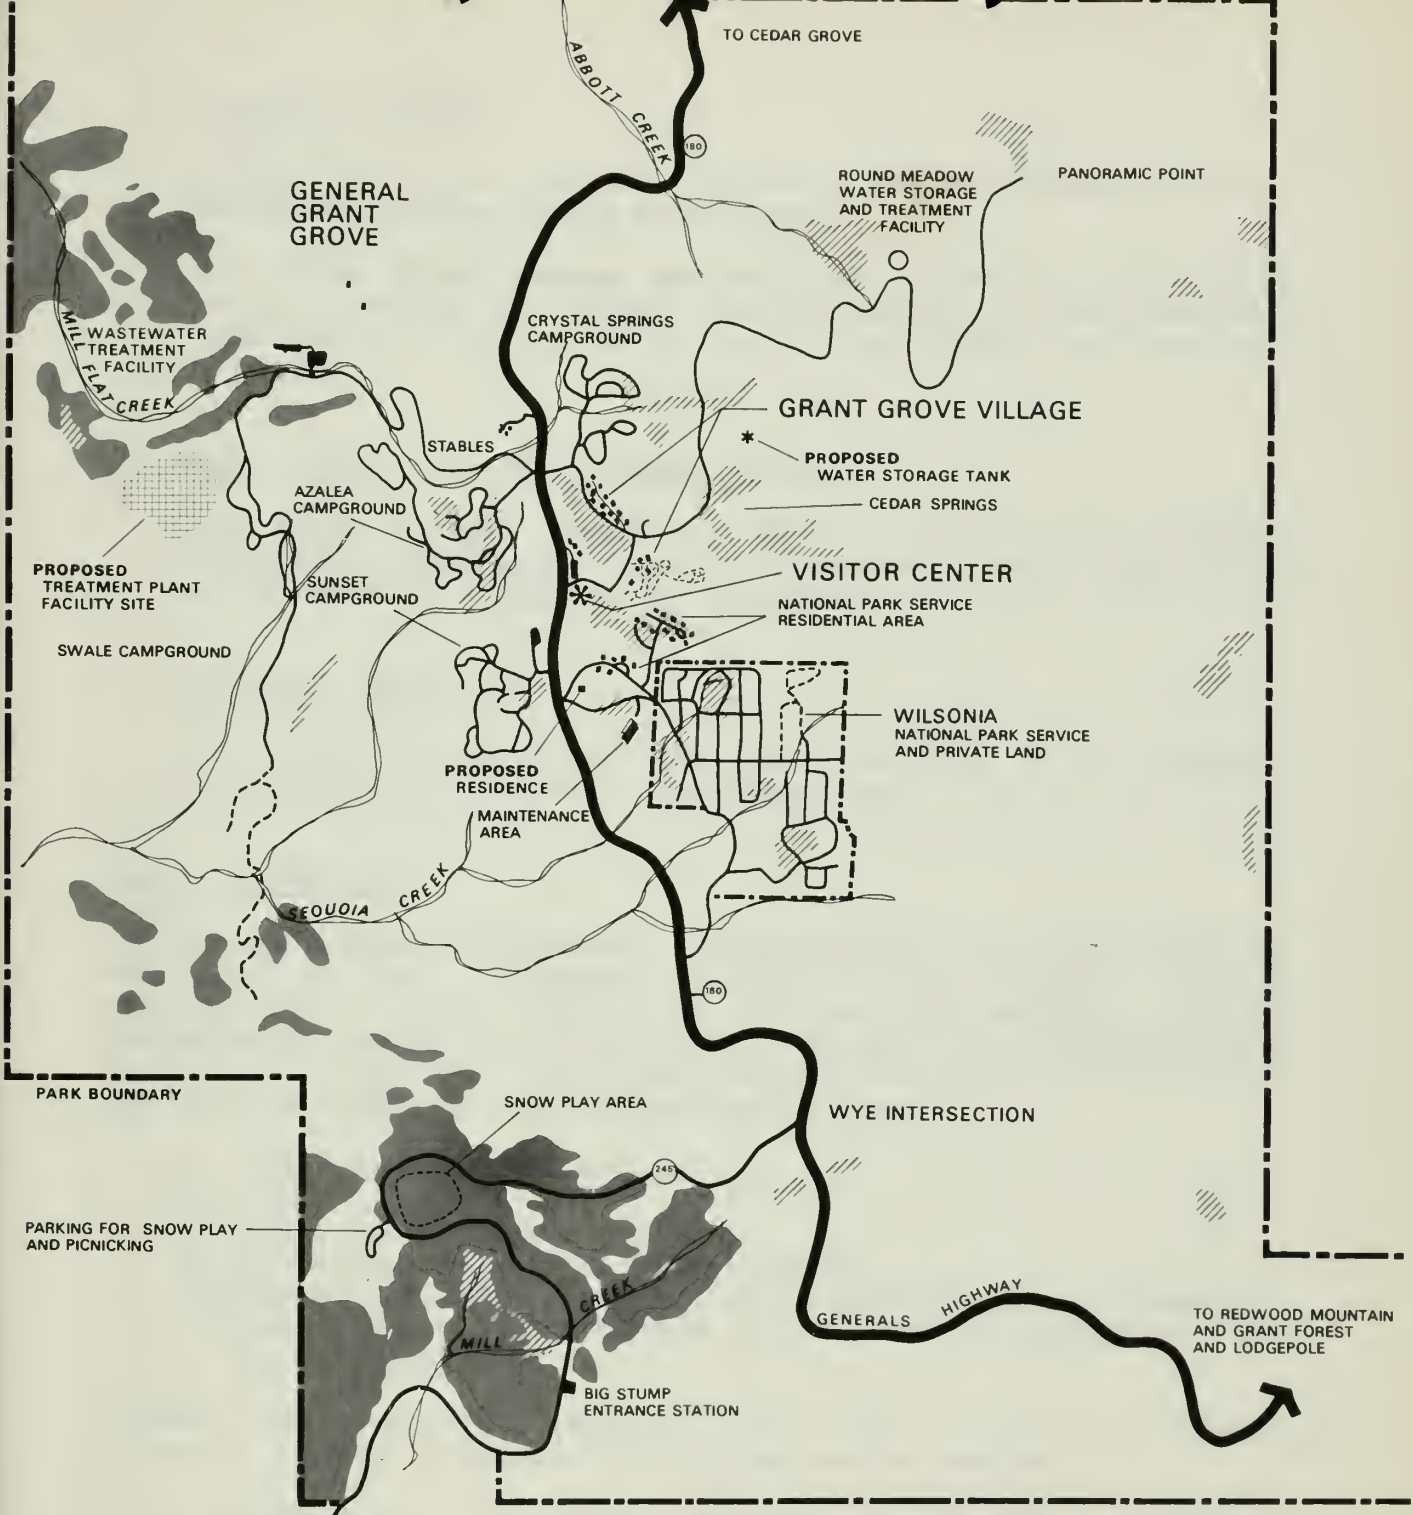 TO CEDAR GROVE
ABBOTT CREEK
180
GENERAL
GRANT
GROVE
ROUND MEADOW
WATER STORAGE
AND TREATMENT
FACILITY
PANORAMIC POINT
CRYSTAL SPRINGS
CAMPGROUND
WASTEWATER
TREATMENT
FACILITY
MILL FLAT CREEK
GRANT GROVE VILLAGE
STABLES
PROPOSED
WATER STORAGE TANK
AZALEA
CAMPGROUND
CEDAR SPRINGS
PROPOSED
TREATMENT PLANT
FACILITY SITE
SUNSET
CAMPGROUND
VISITOR CENTER
NATIONAL PARK SERVICE
RESIDENTIAL AREA
SWALE CAMPGROUND
WILSONIA
NATIONAL PARK SERVICE
AND PRIVATE LAND
PROPOSED
RESIDENCE
MAINTENANCE
AREA
SEQUOIA CREEK
180
PARK BOUNDARY
SNOW PLAY AREA
WYE INTERSECTION
245
PARKING FOR SNOW PLAY
AND PICNICKING
MILL CREEK
GENERALS HIGHWAY
TO REDWOOD MOUNTAIN
AND GRANT FOREST
AND LODGEPOLE
BIG STUMP
ENTRANCE STATION